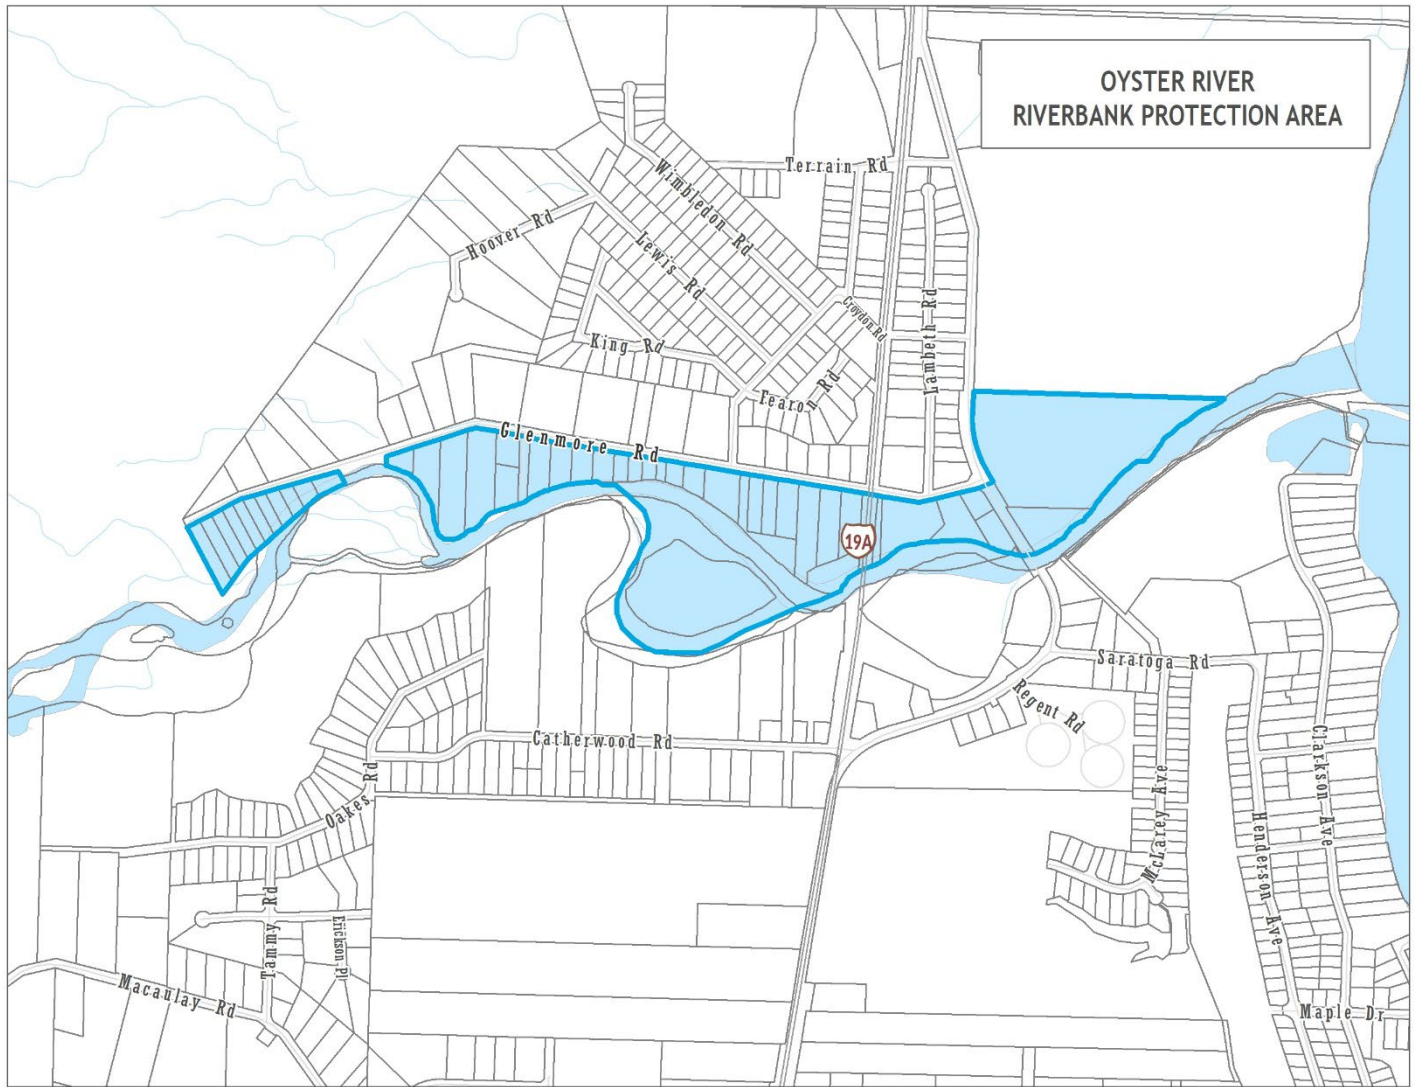 OYSTER RIVER
RIVERBANK PROTECTION AREA
Terrain Rd
Wimbledon Rd
Hoover Rd
Lewis Rd
Croydon Rd
Lambeth Rd
King Rd
Fearon Rd
Glenmore Rd
19A
Saratoga Rd
Regent Rd
Catherwood Rd
Clarkson Ave
Oakes Rd
McLarey Ave
Henderson Ave
Tammy Rd
Erickson Pl
Macaulay Rd
Maple Dr